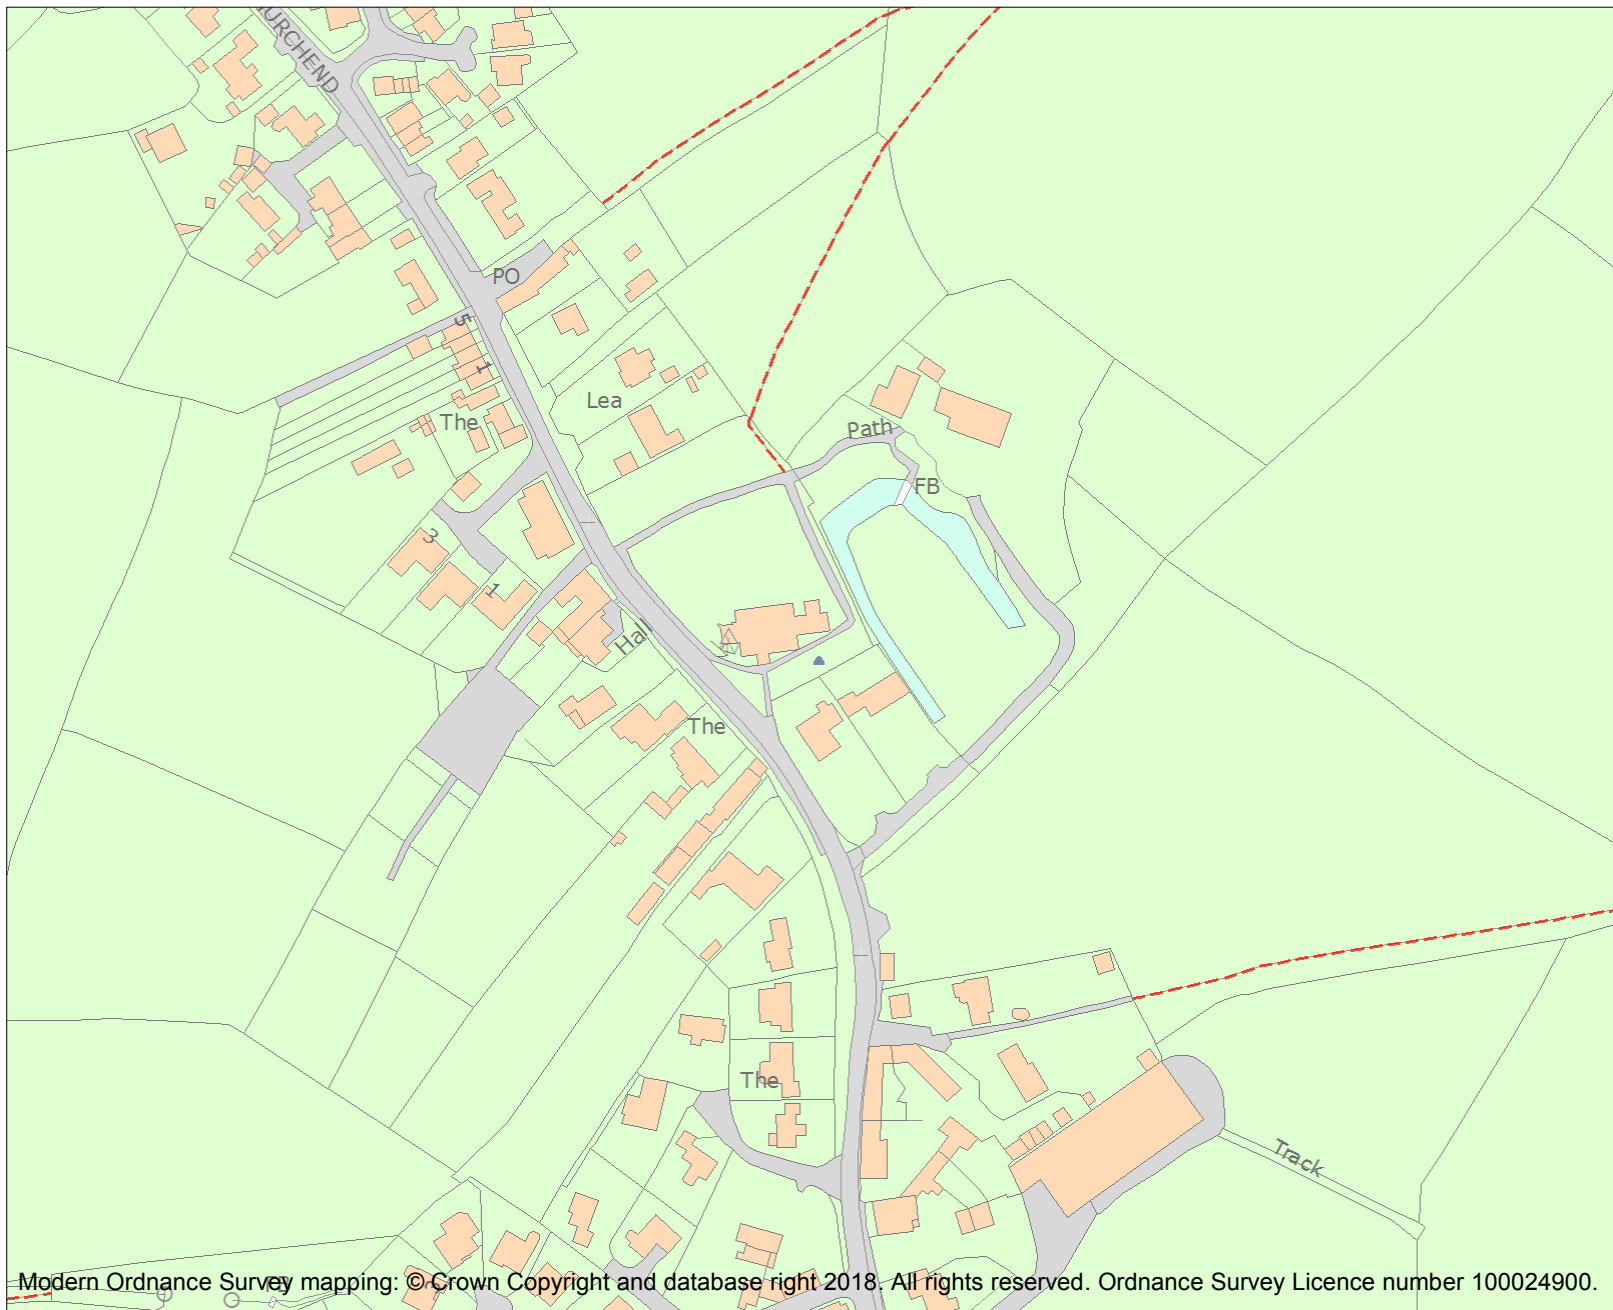 URCHEND
PO
5
1
Lea
The
Path
FB
3
1
Hall
The
The
Track
Modern Ordnance Survey mapping: © Crown Copyright and database right 2018. All rights reserved. Ordnance Survey Licence number 100024900.